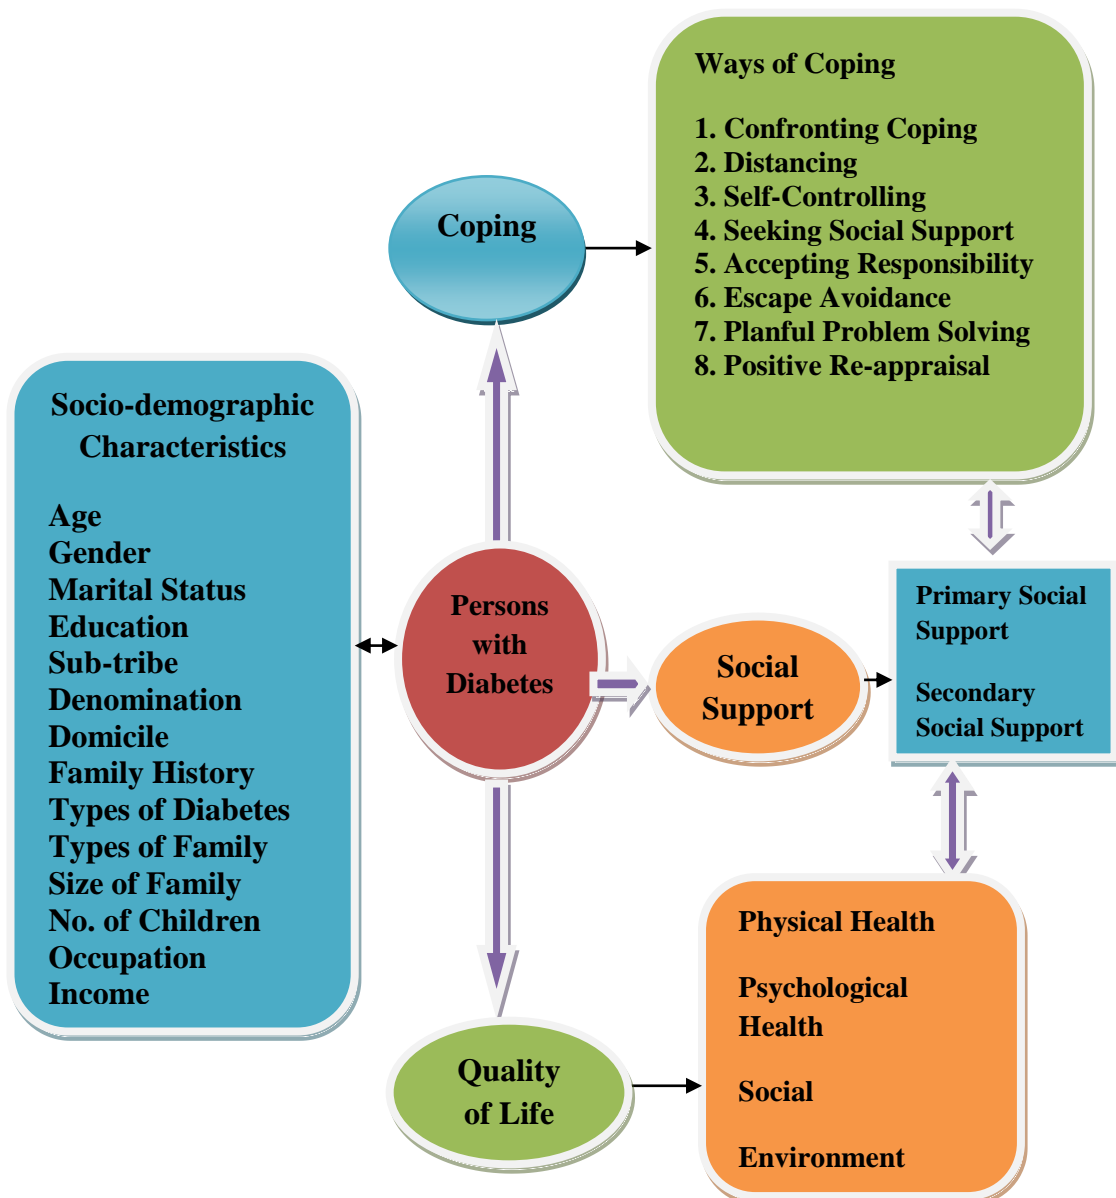 Ways of Coping
1. Confronting Coping
2. Distancing
3. Self-Controlling
4. Seeking Social Support
5. Accepting Responsibility
6. Escape Avoidance
7. Planful Problem Solving
8. Positive Re-appraisal
Coping
Socio-demographic
Characteristics
Age
Gender
Marital Status
Education
Sub-tribe
Denomination
Domicile
Family History
Types of Diabetes
Types of Family
Size of Family
No. of Children
Occupation
Income
Persons
with
Diabetes
Social
Support
Primary Social
Support
Secondary
Social Support
Quality
of Life
Physical Health
Psychological
Health
Social
Environment